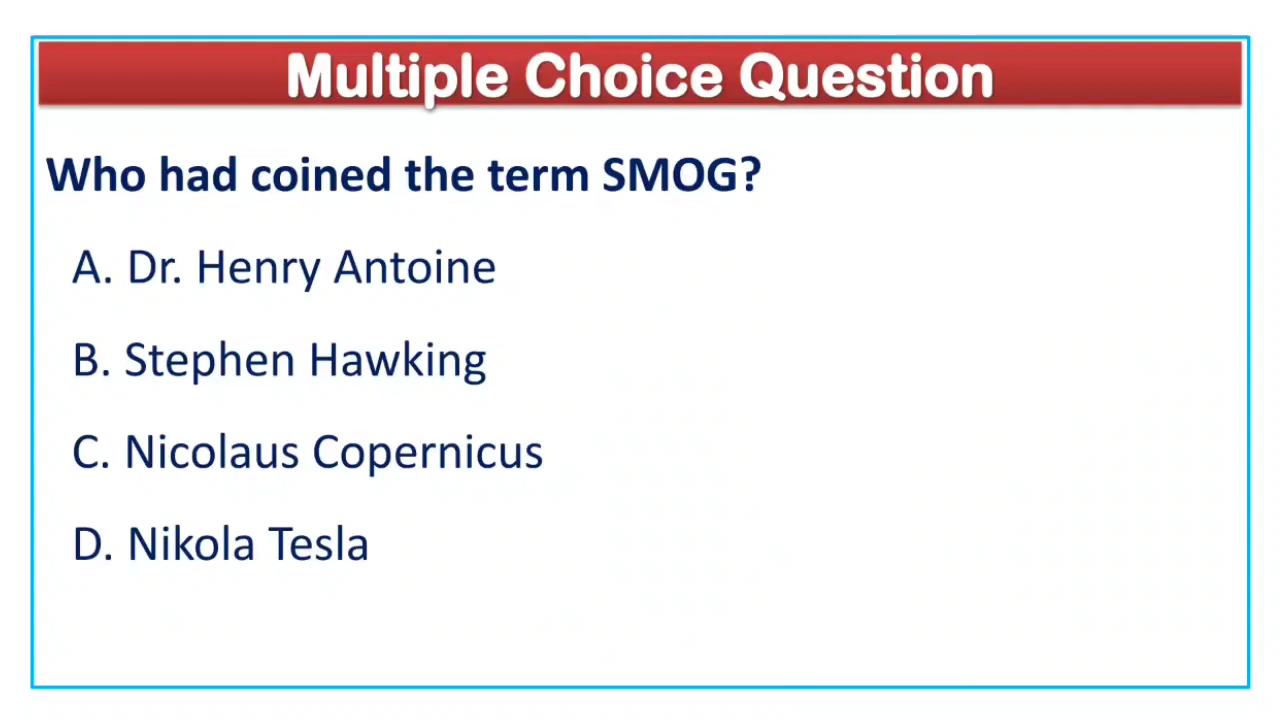 Multiple Choice Question
Who had coined the term SMOG?
A. Dr. Henry Antoine
B. Stephen Hawking
C. Nicolaus Copernicus
D. Nikola Tesla